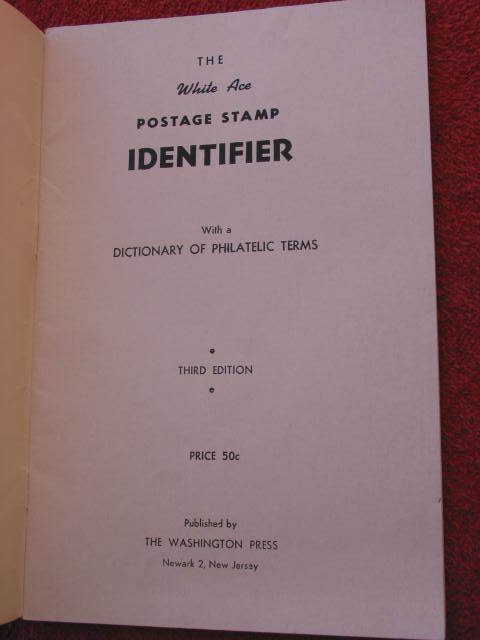 THE
White Ace
POSTAGE STAMP
IDENTIFIER
With a
DICTIONARY OF PHILATELIC TERMS
THIRD EDITION
PRICE 50c
Published by
THE WASHINGTON PRESS
Newark 2, New Jersey